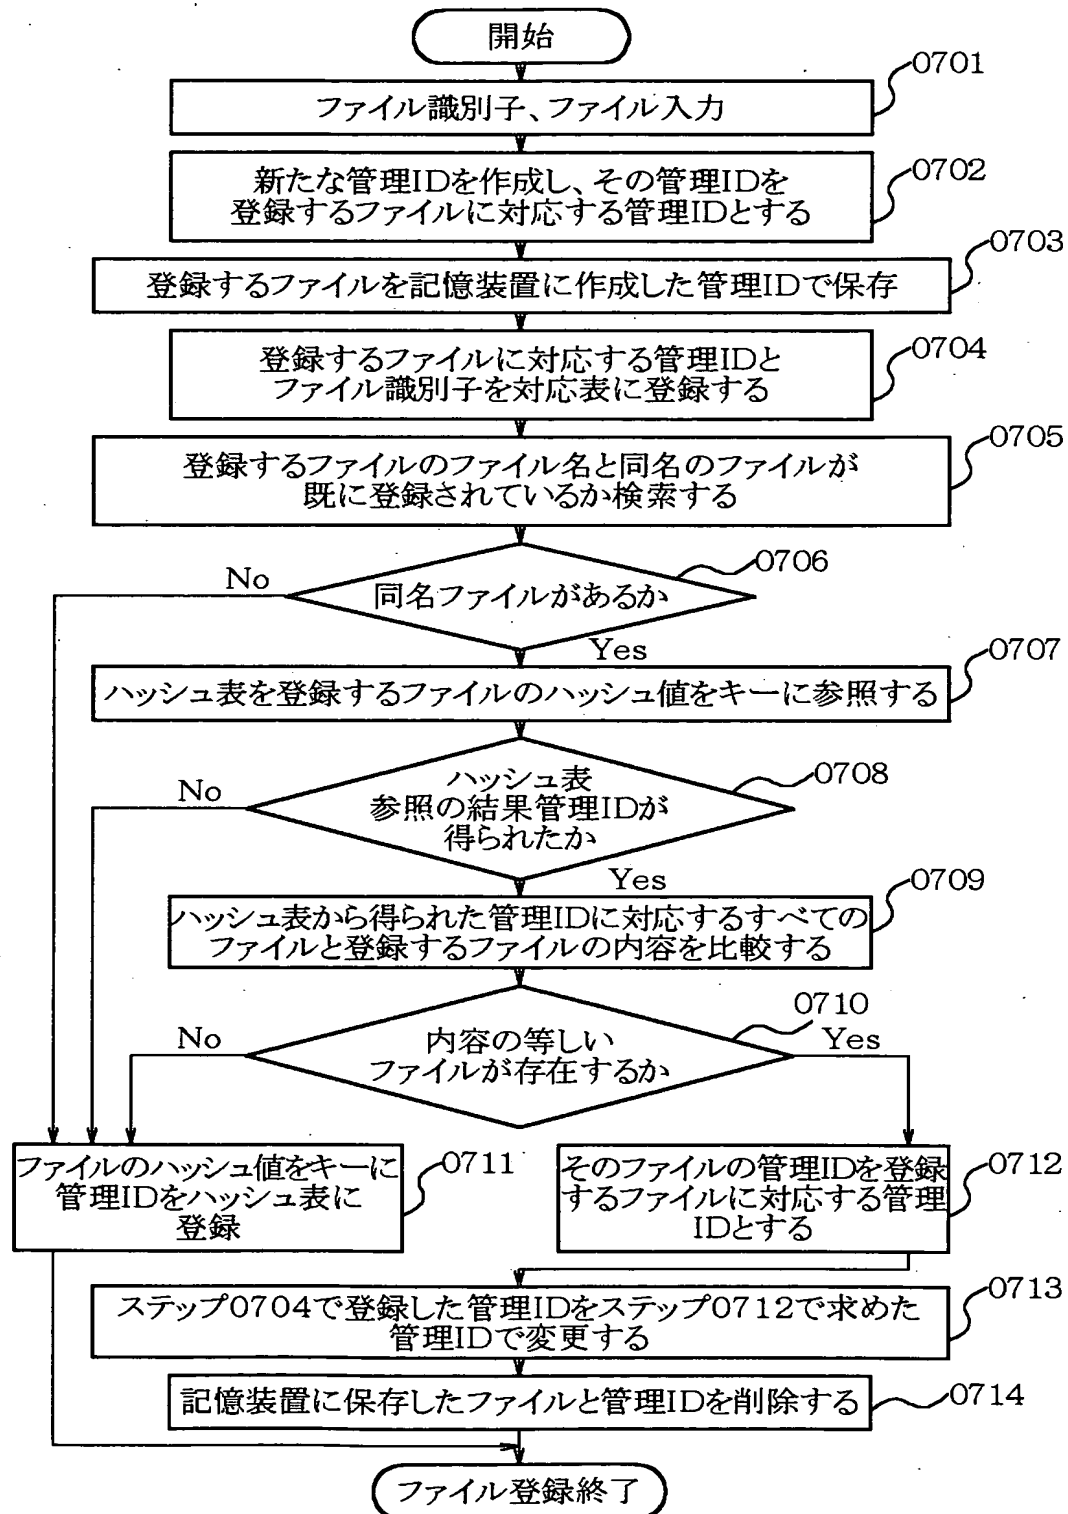 開始
0701
ファイル識別子、ファイル入力
0702
新たな管理IDを作成し、その管理IDを
登録するファイルに対応する管理IDとする
0703
登録するファイルを記憶装置に作成した管理IDで保存
0704
登録するファイルに対応する管理IDと
ファイル識別子を対応表に登録する
0705
登録するファイルのファイル名と同名のファイルが
既に登録されているか検索する
0706
No
同名ファイルがあるか
Yes
0707
ハッシュ表を登録するファイルのハッシュ値をキーに参照する
0708
No
ハッシュ表
参照の結果管理IDが
得られたか
Yes
0709
ハッシュ表から得られた管理IDに対応するすべての
ファイルと登録するファイルの内容を比較する
0710
No
内容の等しい
ファイルが存在するか
Yes
ファイルのハッシュ値をキーに
管理IDをハッシュ表に
登録
0711
そのファイルの管理IDを登録
するファイルに対応する管理
IDとする
0712
0713
ステップ0704で登録した管理IDをステップ0712で求めた
管理IDで変更する
記憶装置に保存したファイルと管理IDを削除する
0714
ファイル登録終了